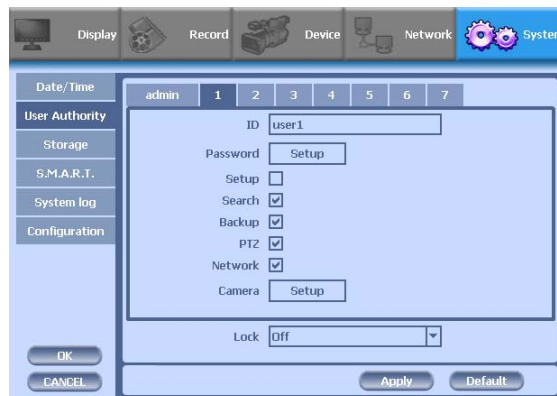 Display Record Device Network System
Date/Time
User Authority
Storage
S.M.A.R.T.
System log
Configuration
OK
CANCEL
admin 1 2 3 4 5 6 7
ID user1
Password Setup
Setup
Search
Backup
PTZ
Network
Camera Setup
Lock Off
Apply Default